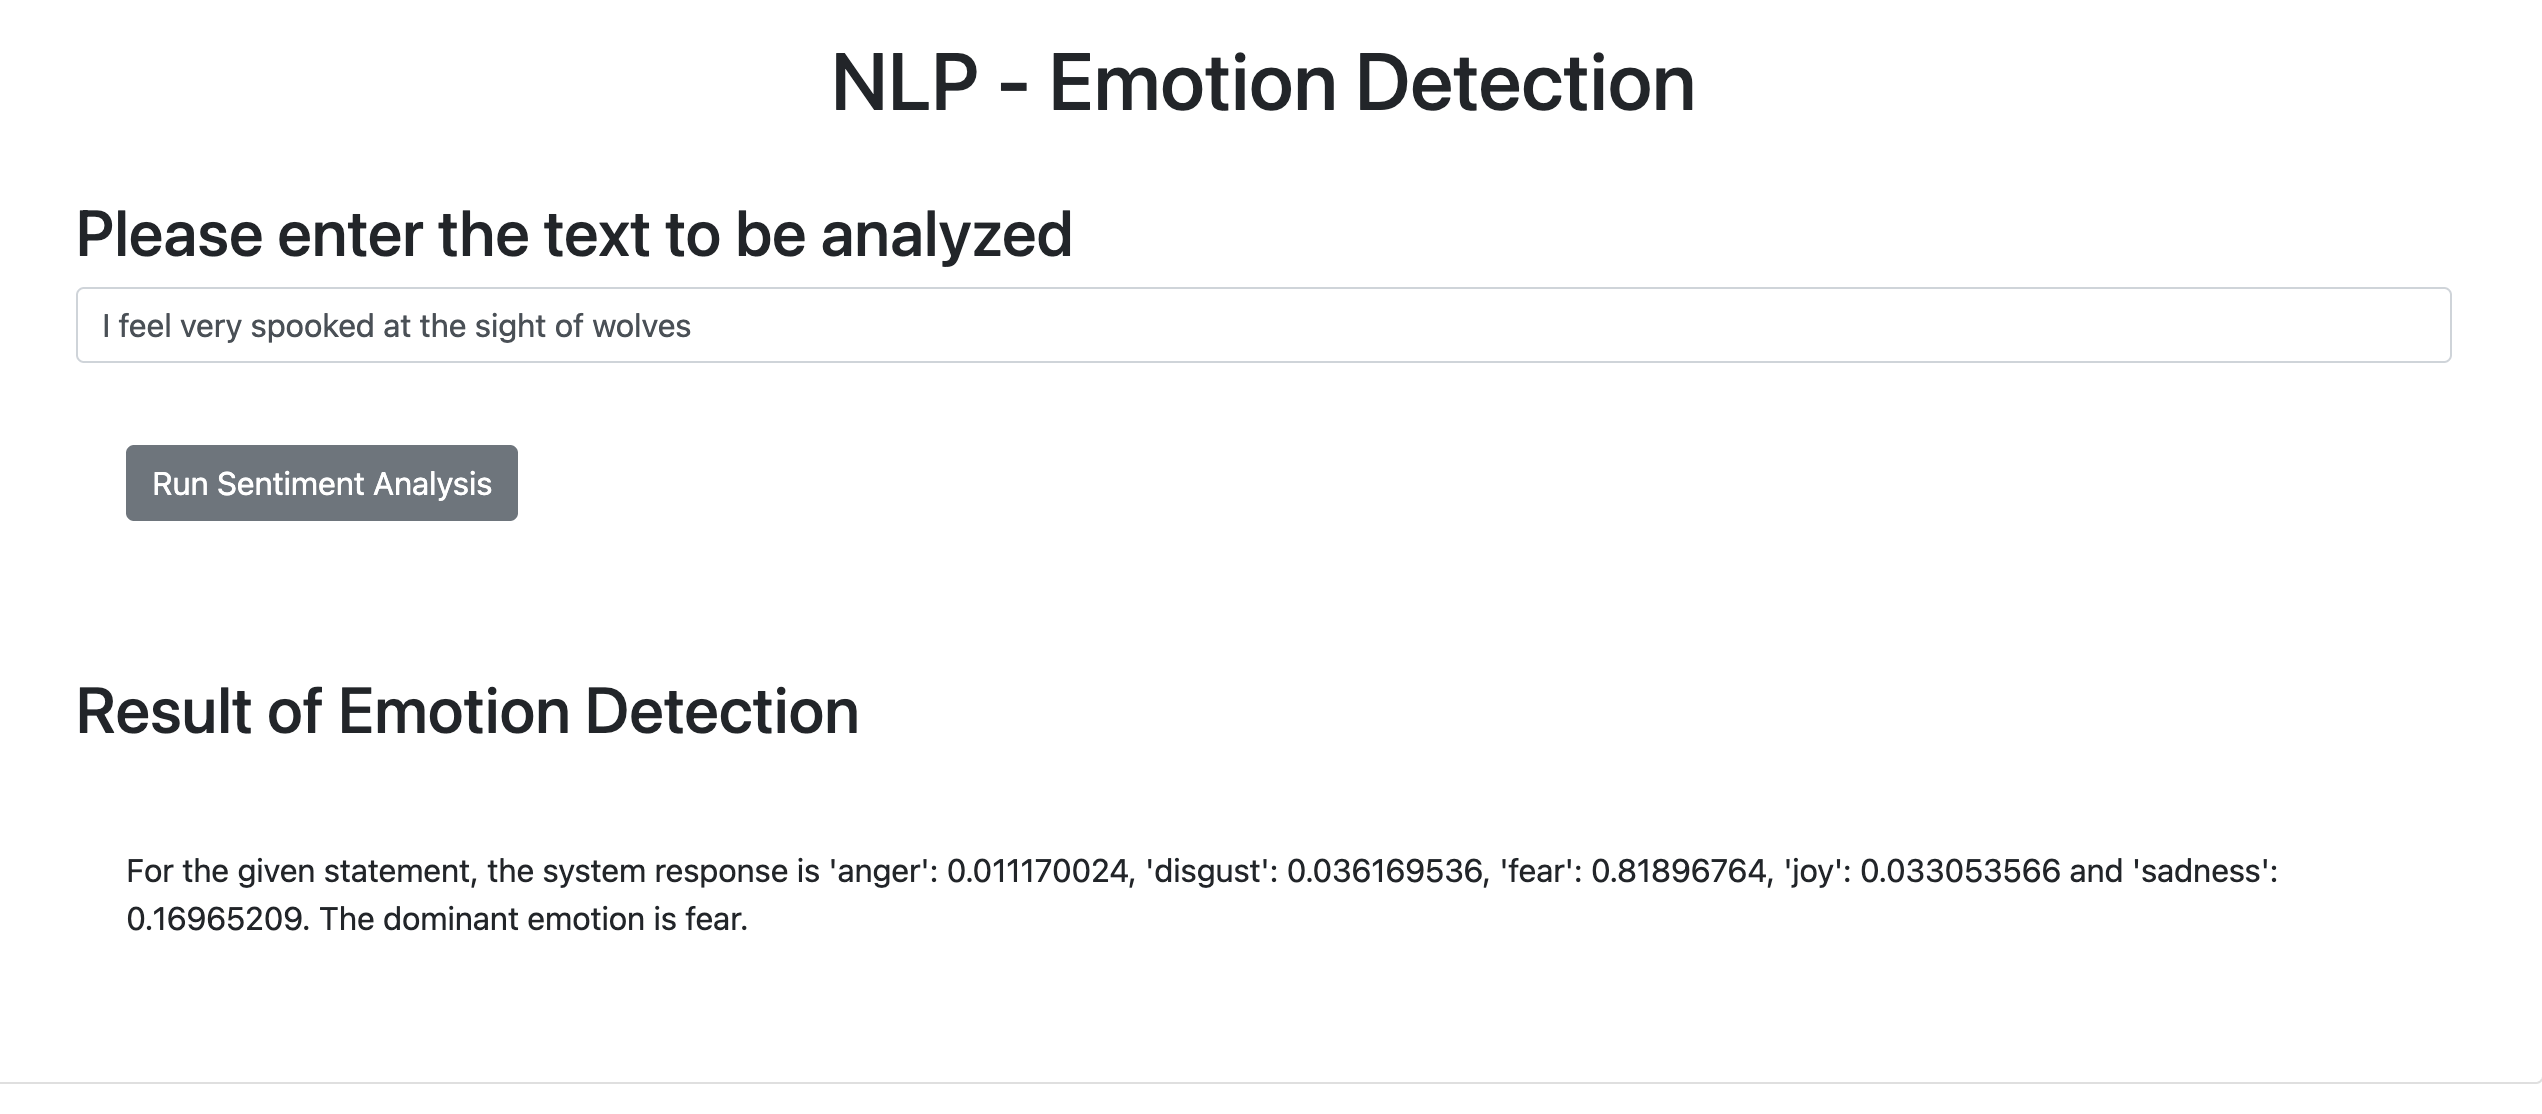 NLP - Emotion Detection
Please enter the text to be analyzed
I feel very spooked at the sight of wolves
Run Sentiment Analysis
Result of Emotion Detection
For the given statement, the system response is 'anger': 0.011170024, 'disgust': 0.036169536, 'fear': 0.81896764, 'joy': 0.033053566 and 'sadness':
0.16965209. The dominant emotion is fear.